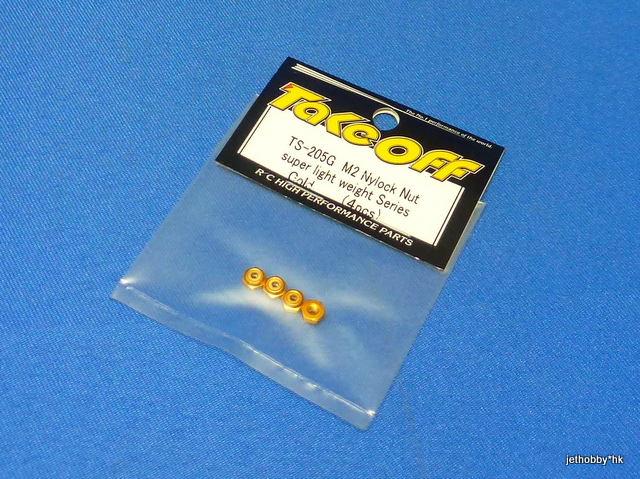 The No.1 performance of the world.
TakeOff
TS-205G M2 Nylock Nut
super light weight Series
Gold (4pcs)
R·C HIGH PERFORMANCE PARTS
jethobby*hk